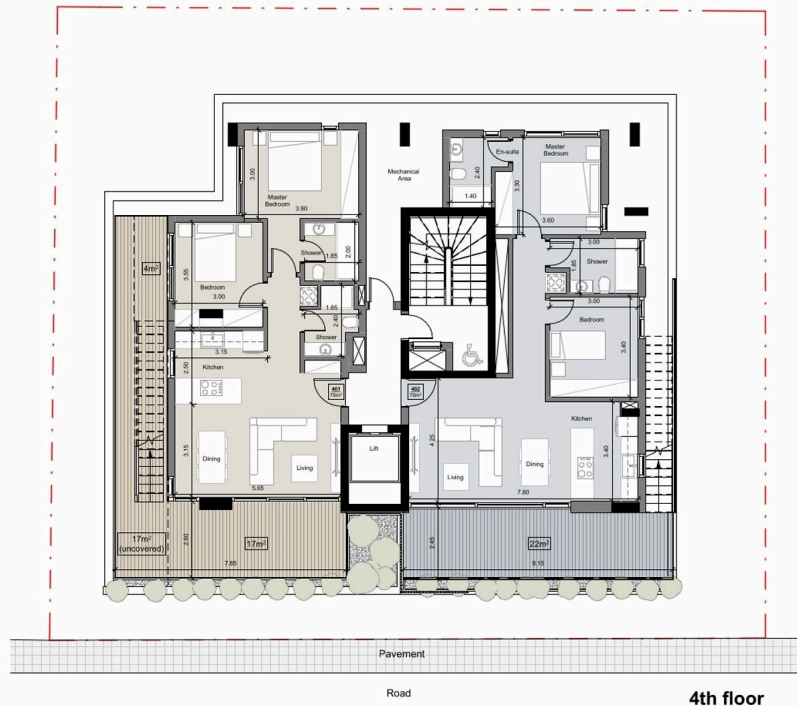 3.00
Master
Bedroom
3.90
Mechanical
Area
2.40
1.40
En-suite
3.30
Master
Bedroom
3.60
4m²
3.55
Bedroom
3.00
Shower
1.85
2.00
1.85
2.40
Shower
3.00
1.85
Shower
3.00
Bedroom
3.40
3.15
2.50
Kitchen
401
76m²
402
76m²
3.15
Dining
Living
5.65
Lift
4.25
Living
Dining
7.80
Kitchen
3.40
17m²
(uncovered)
2.60
17m²
7.85
2.45
22m²
9.15
Pavement
Road
4th floor